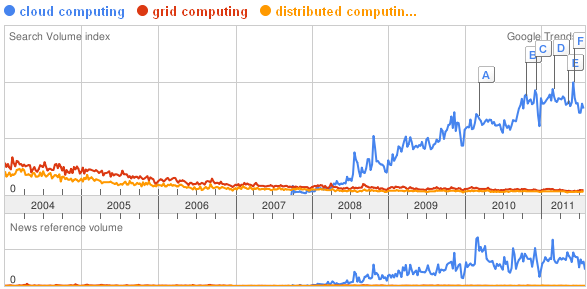 cloud computing grid computing distributed computin...
Search Volume index Google Trends
A B C D E F
0
2004 2005 2006 2007 2008 2009 2010 2011
News reference volume
0